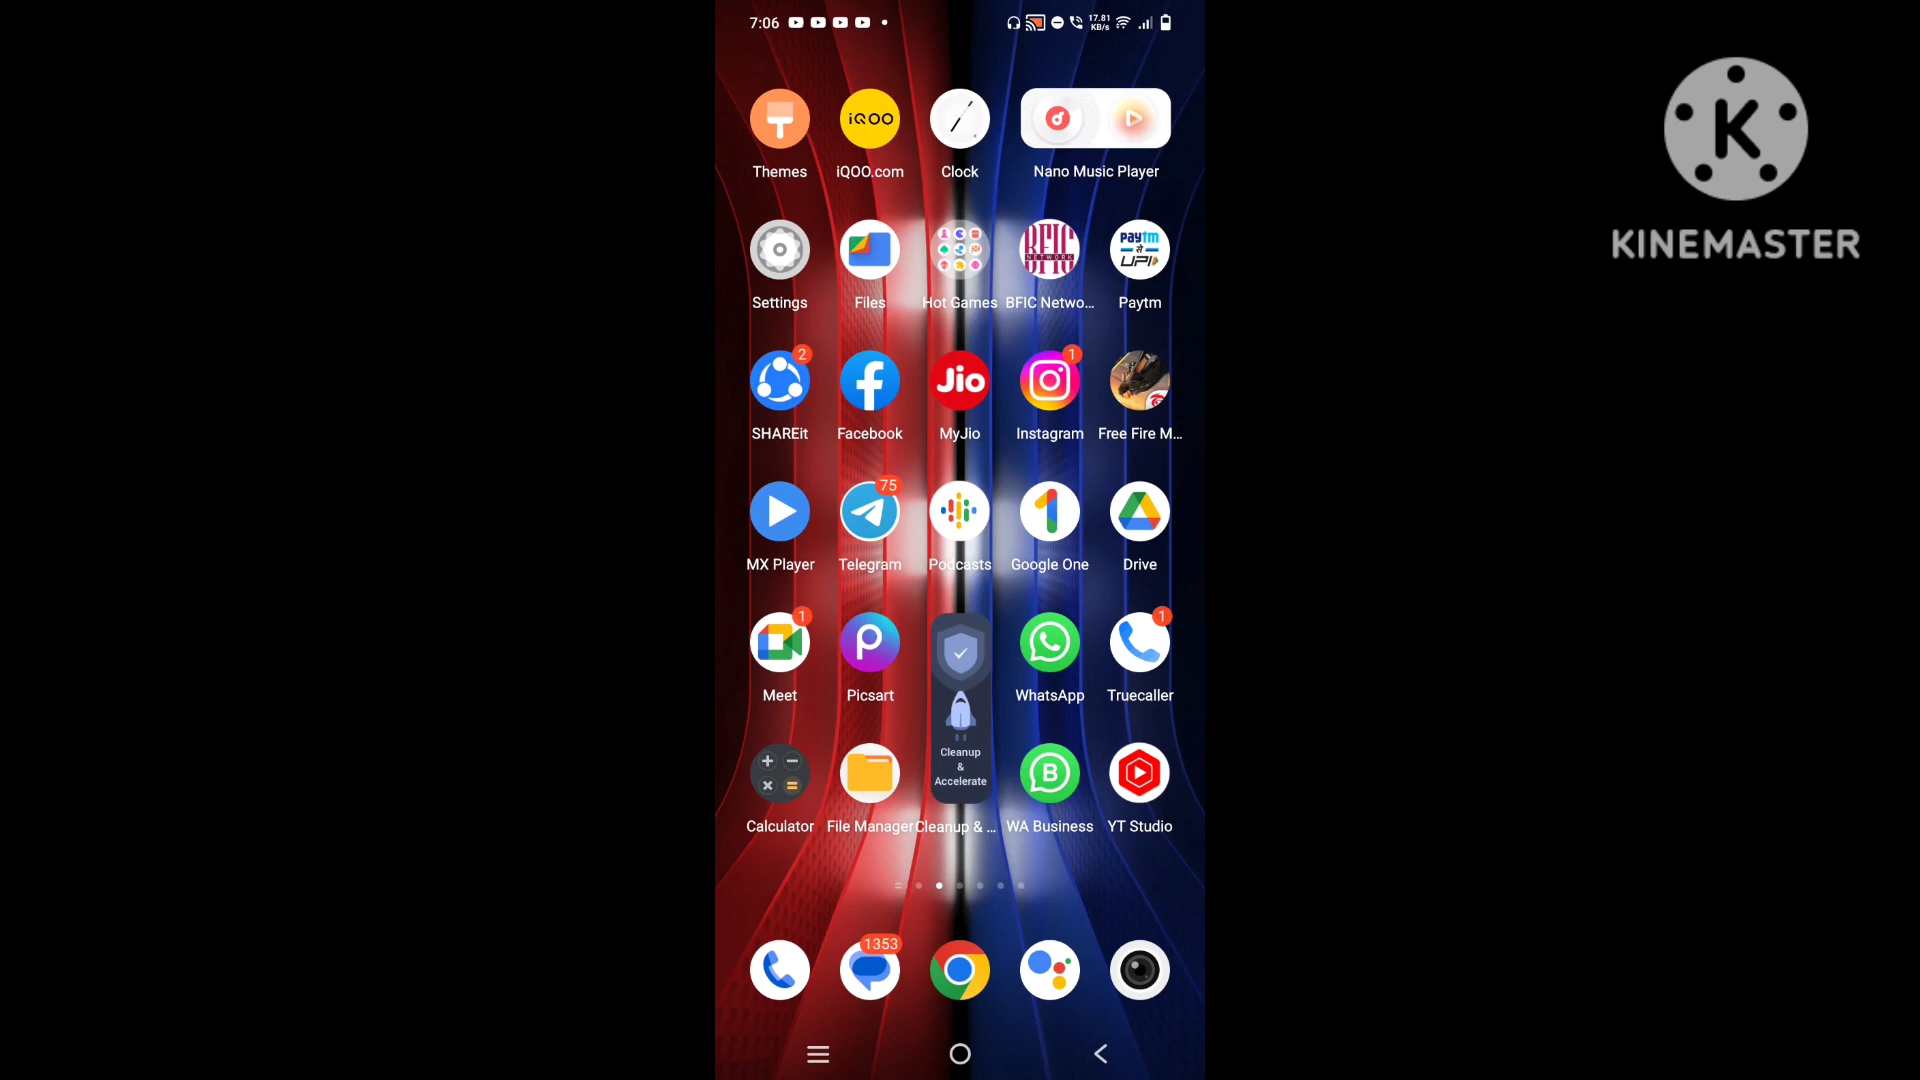 7:06
17.81
KB/s
iQOO
Themes
iQOO.com
Clock
Nano Music Player
BFIC
NETWORK
BFIC
paytm
से
UPI
Settings
Files
Hot Games
BFIC Netwo...
Paytm
2
Jio
1
SHAREit
Facebook
MyJio
Instagram
Free Fire M...
75
MX Player
Telegram
Podcasts
Google One
Drive
1
1
Meet
Picsart
WhatsApp
Truecaller
Cleanup
&
Accelerate
B
Calculator
File Manager
Cleanup & ...
WA Business
YT Studio
1353
K
KINEMASTER